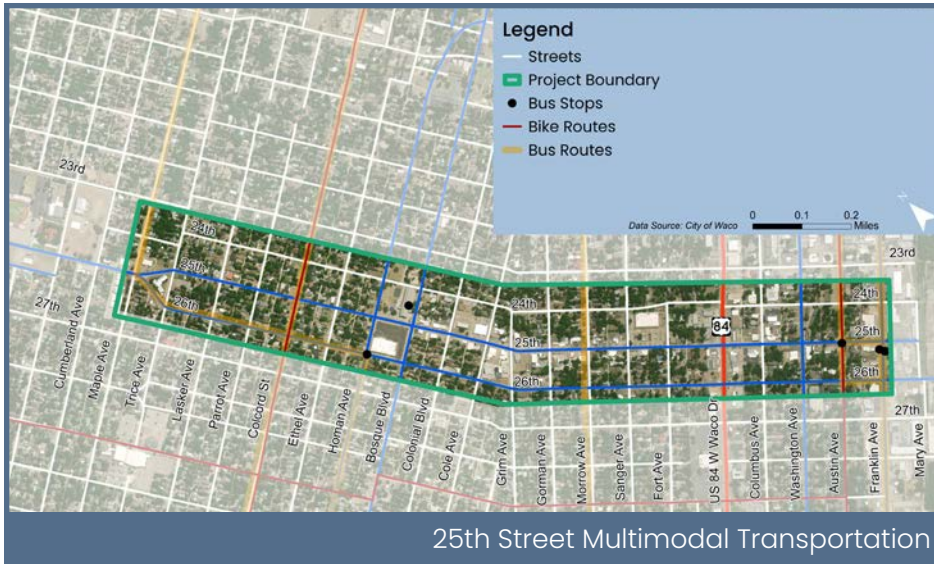 Legend
Streets
Project Boundary
Bus Stops
Bike Routes
Bus Routes
Data Source: City of Waco
0 0.1 0.2
Miles
N
23rd
24th
25th
26th
27th
23rd
24th
25th
26th
27th
24th
25th
26th
84
Cumberland Ave
Maple Ave
Trice Ave
Lasker Ave
Parrott Ave
Colcord St
Ethel Ave
Homan Ave
Bosque Blvd
Colonial Blvd
Cole Ave
Grim Ave
Gorman Ave
Morrow Ave
Sanger Ave
Fort Ave
US 84 W Waco Dr
Columbus Ave
Washington Ave
Austin Ave
Franklin Ave
Mary Ave
25th Street Multimodal Transportation